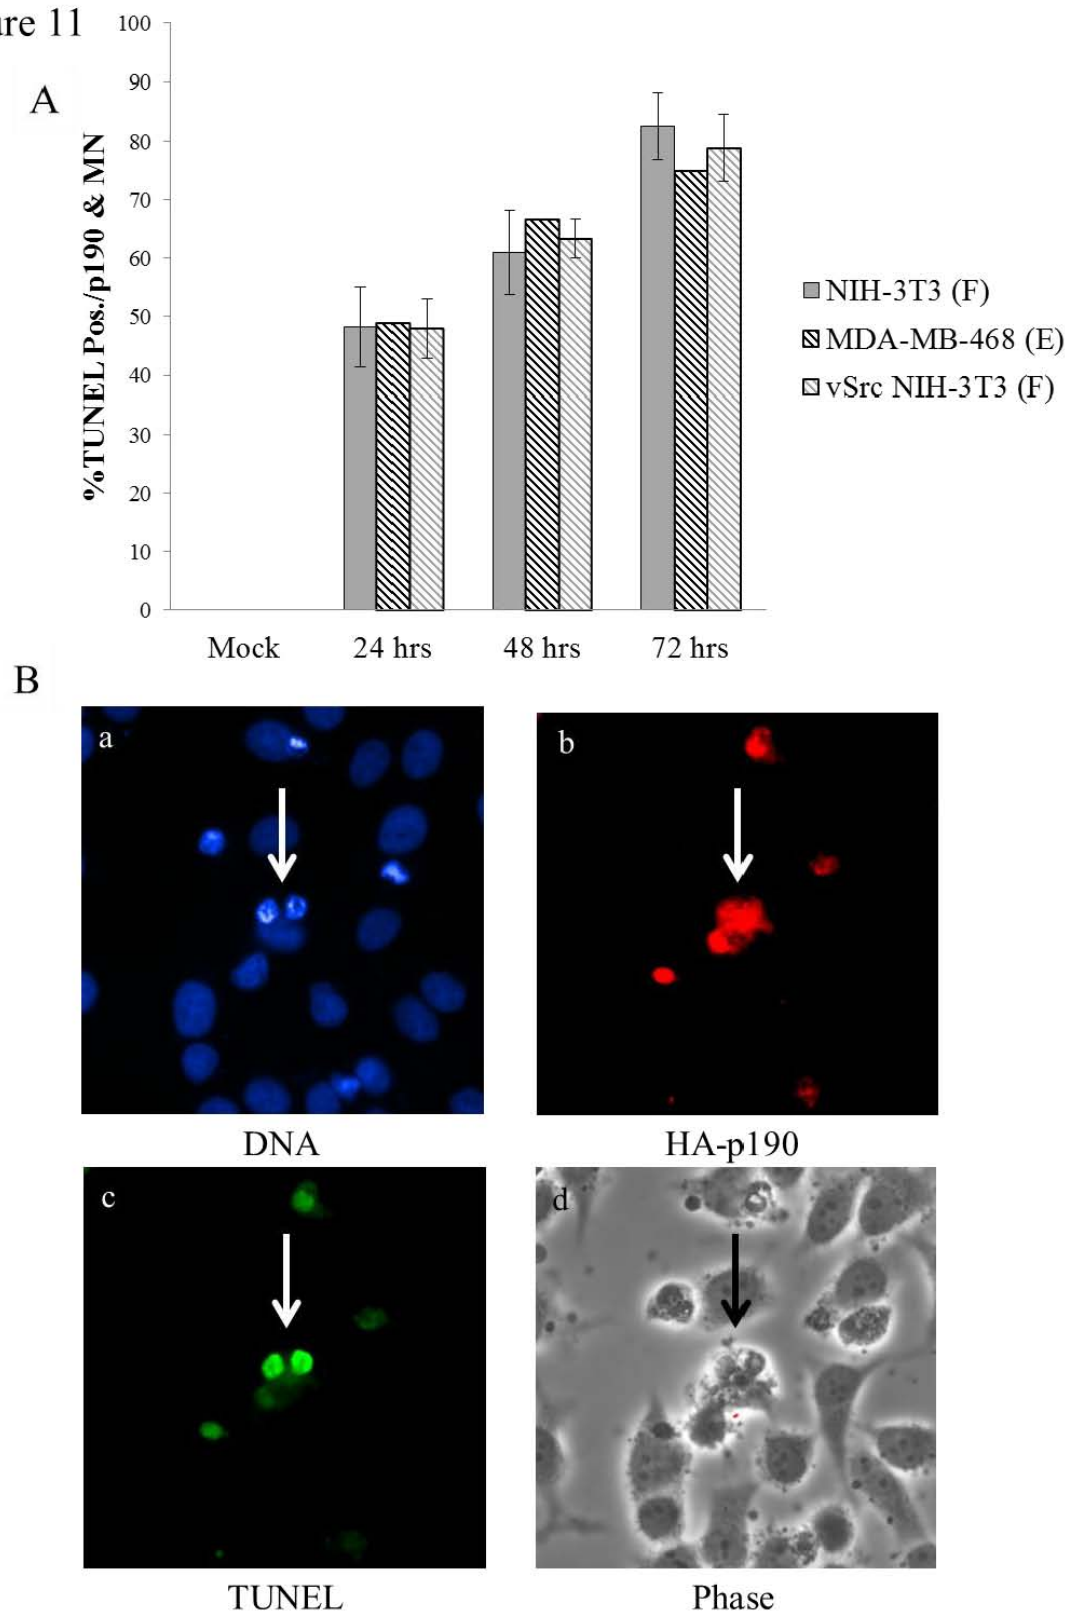 ure 11
A
%TUNEL Pos./p190 & MN
100
90
80
70
60
50
40
30
20
10
0
Mock 24 hrs 48 hrs 72 hrs
NIH-3T3 (F)
MDA-MB-468 (E)
vSrc NIH-3T3 (F)
B
a
b
DNA
HA-p190
c
d
TUNEL
Phase